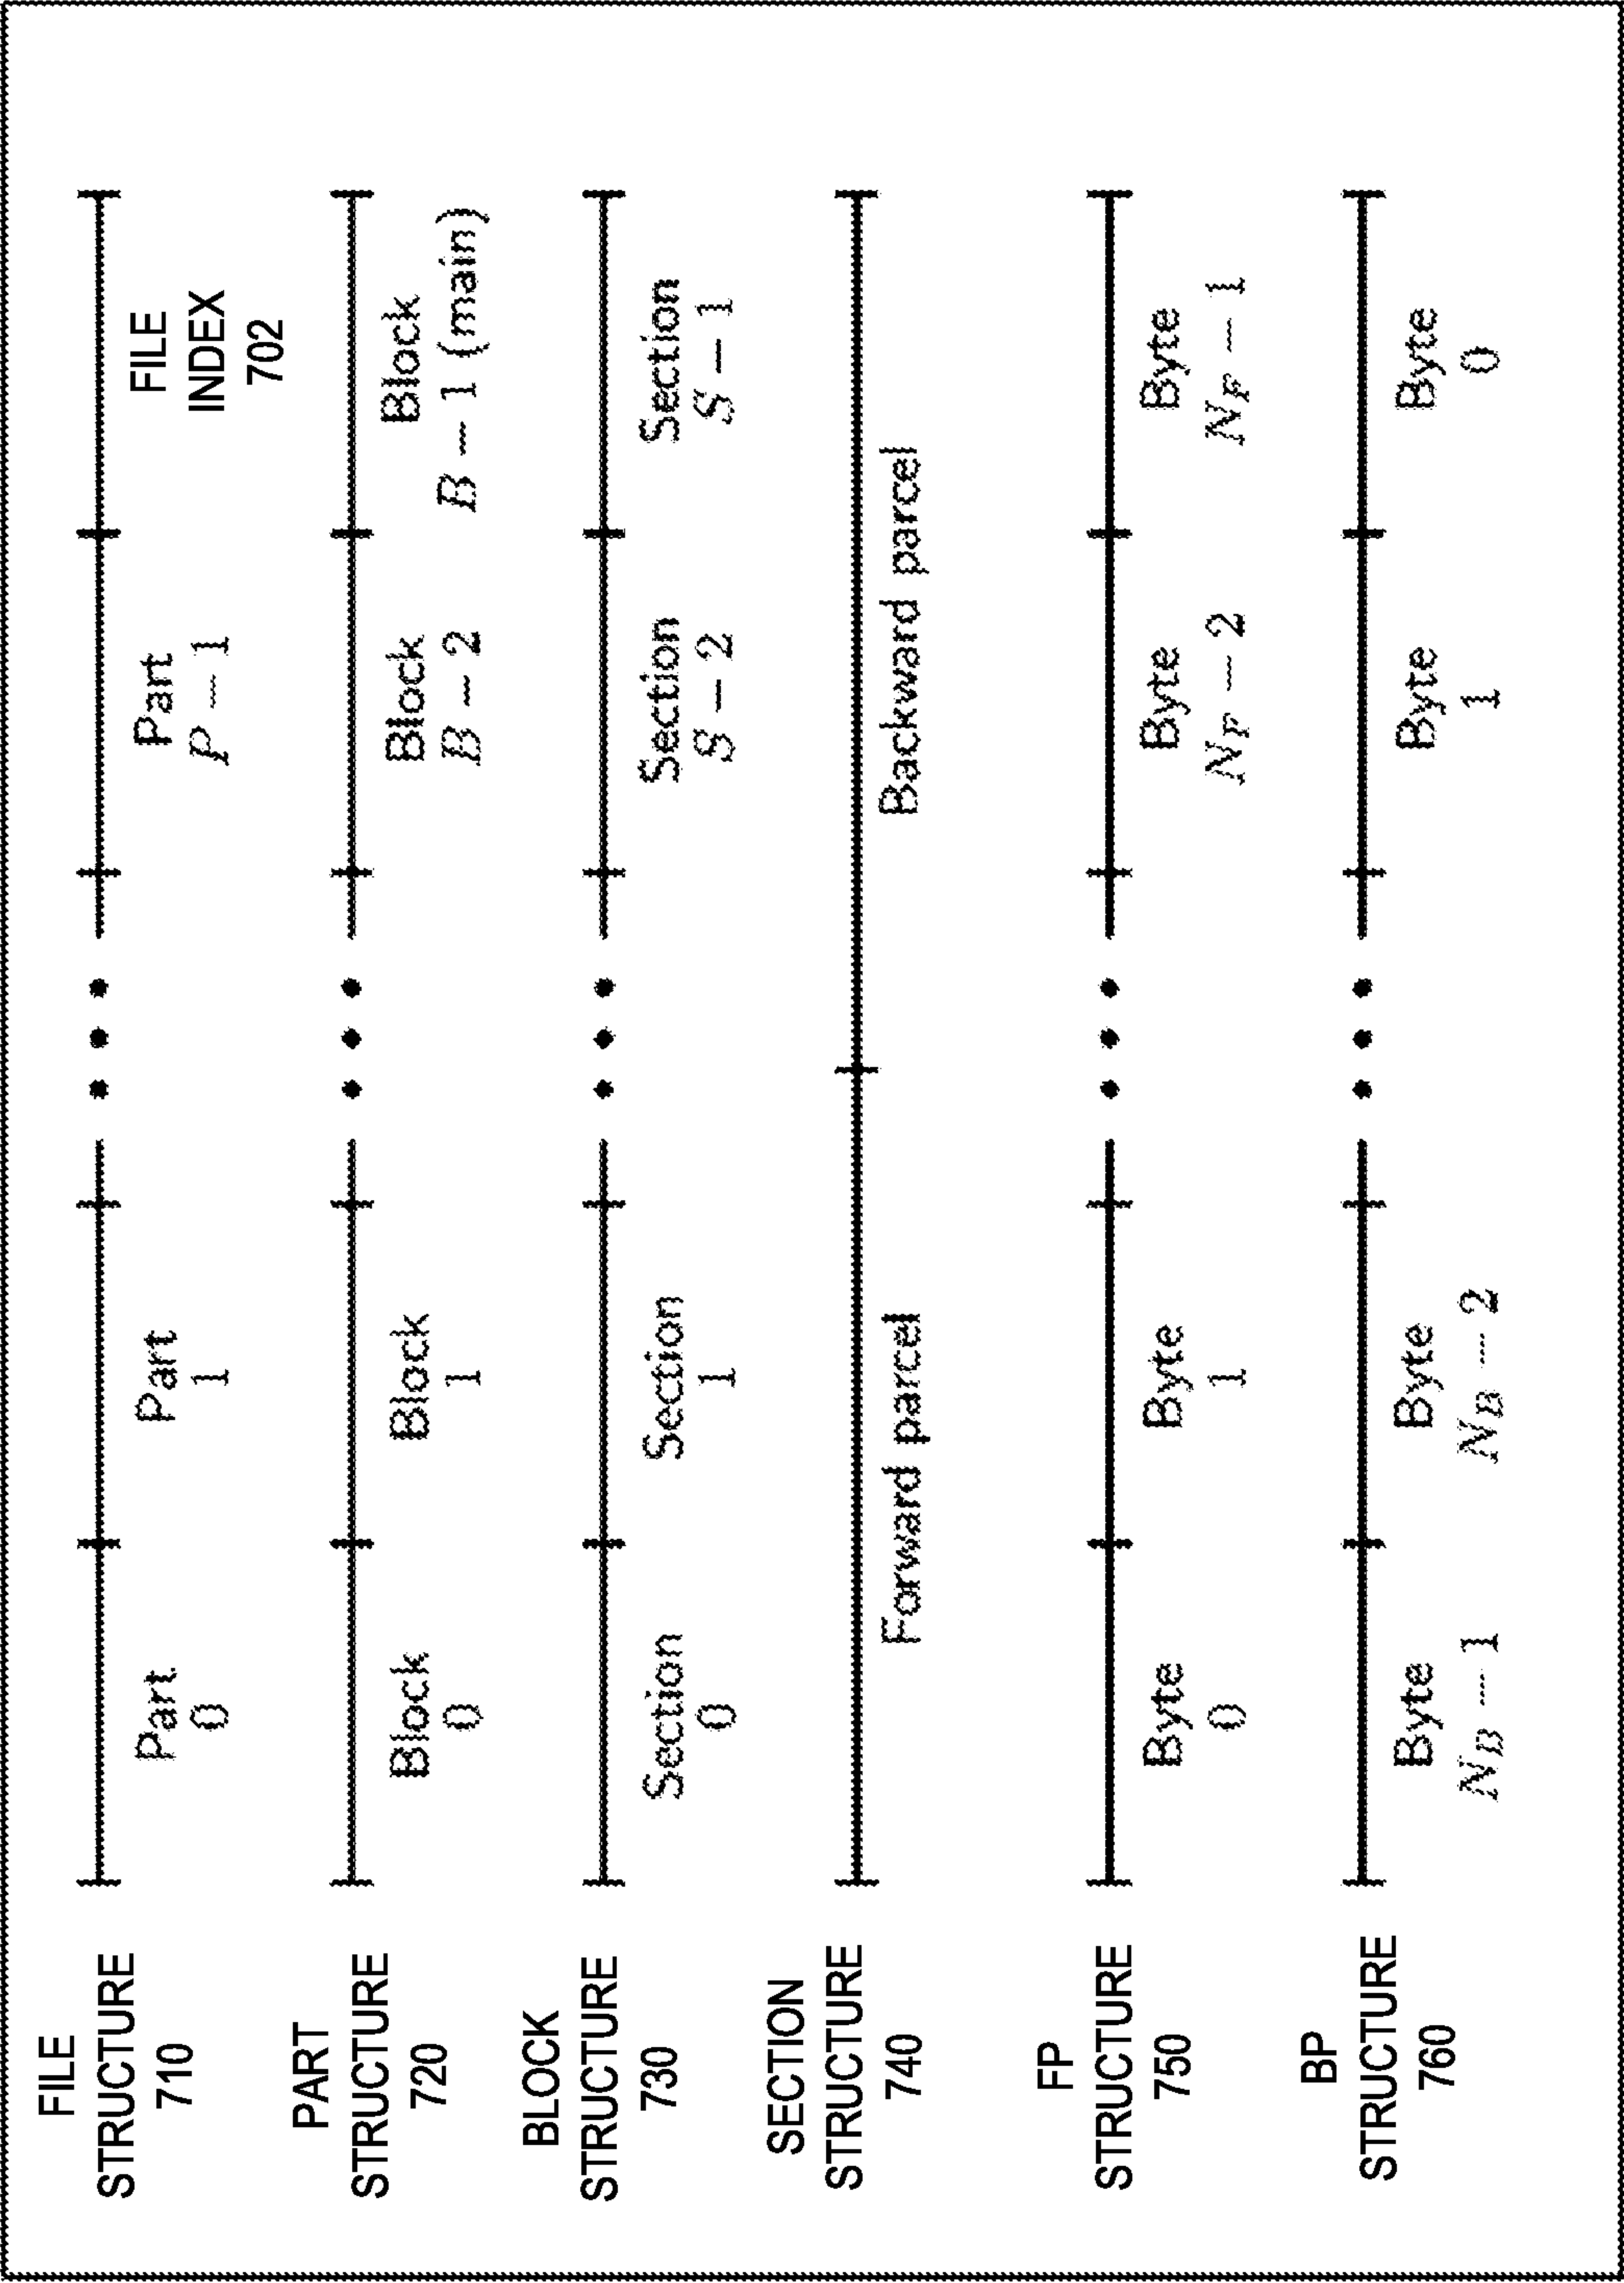 FILE
STRUCTURE
710
Part
0
Part
1
Part
P − 1
FILE
INDEX
702
PART
STRUCTURE
720
Block
0
Block
1
Block
B − 2
Block
B − 1 (main)
BLOCK
STRUCTURE
730
Section
0
Section
1
Section
S − 2
Section
S − 1
SECTION
STRUCTURE
740
Forward parcel
Backward parcel
FP
STRUCTURE
750
Byte
0
Byte
1
Byte
N_F − 2
Byte
N_F − 1
BP
STRUCTURE
760
Byte
N_B − 1
Byte
N_B − 2
Byte
1
Byte
0